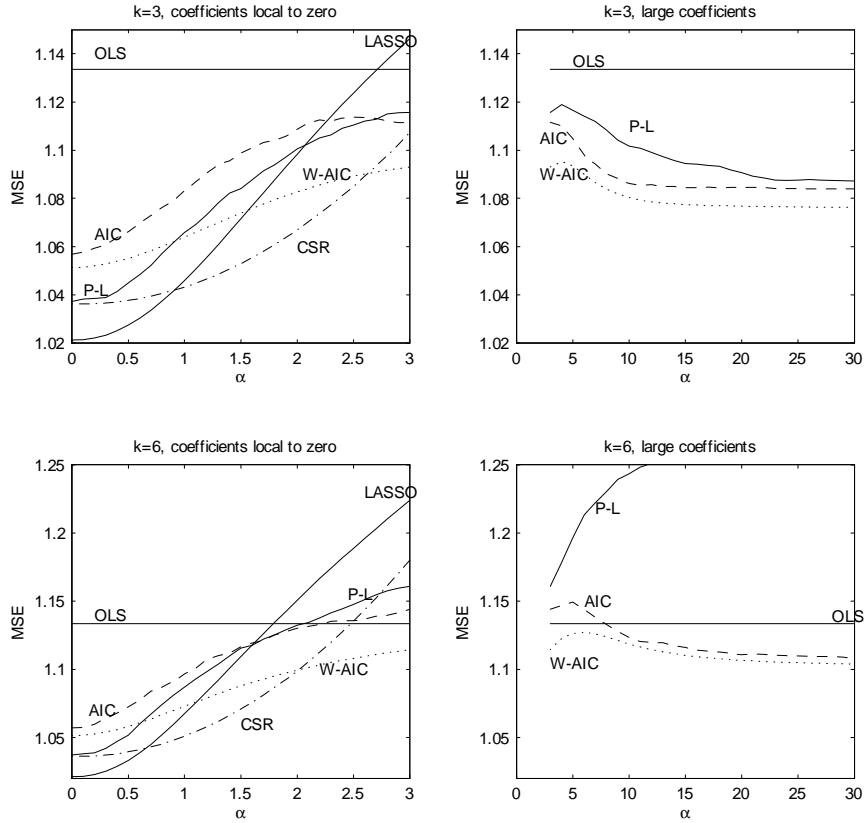 k=3, coefficients local to zero
1.14
1.12
1.1
1.08
1.06
1.04
1.02
MSE
OLS
LASSO
AIC
W-AIC
P-L
CSR
0 0.5 1 1.5 2 2.5 3
α
k=3, large coefficients
1.14
1.12
1.1
1.08
1.06
1.04
1.02
MSE
OLS
P-L
AIC
W-AIC
0 5 10 15 20 25 30
α
k=6, coefficients local to zero
1.25
1.2
1.15
1.1
1.05
MSE
LASSO
P-L
OLS
W-AIC
AIC
CSR
0 0.5 1 1.5 2 2.5 3
α
k=6, large coefficients
1.25
1.2
1.15
1.1
1.05
MSE
P-L
AIC
OLS
W-AIC
0 5 10 15 20 25 30
α